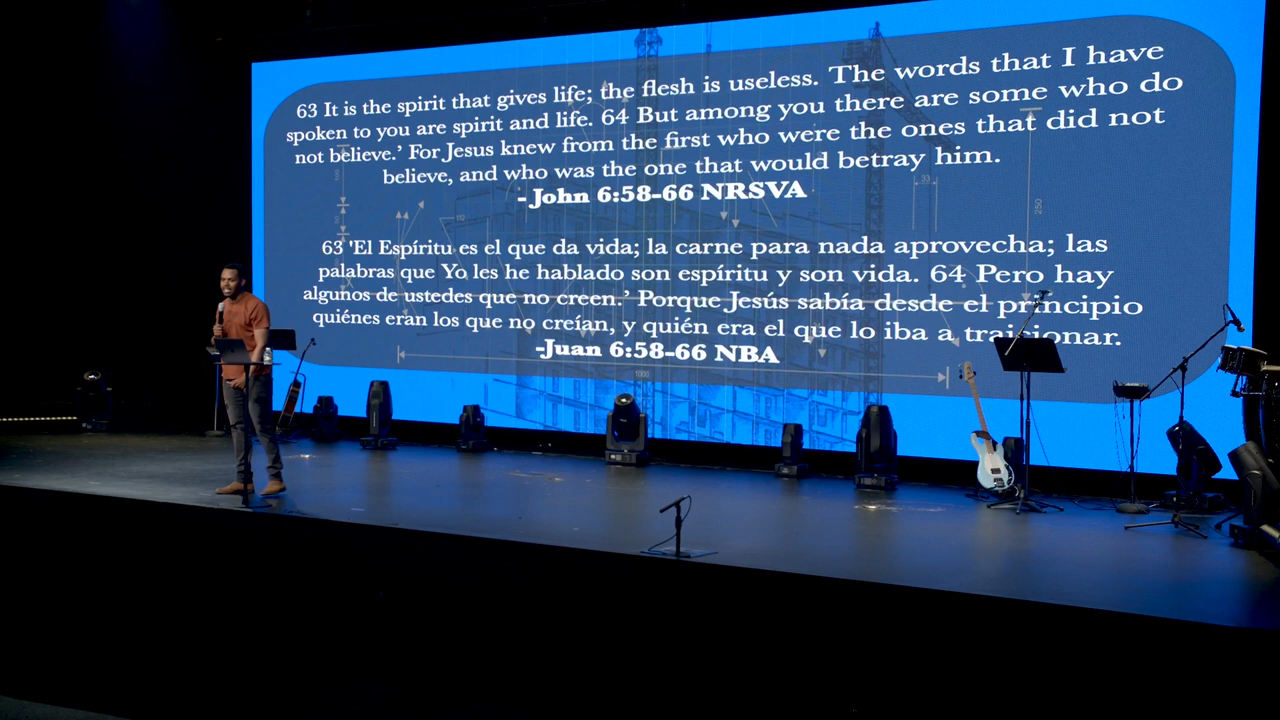 63 It is the spirit that gives life; the flesh is useless. The words that I have
spoken to you are spirit and life. 64 But among you there are some who do
not believe.’ For Jesus knew from the first who were the ones that did not
believe, and who was the one that would betray him.
- John 6:58-66 NRSVA
63 'El Espíritu es el que da vida; la carne para nada aprovecha; las
palabras que Yo les he hablado son espíritu y son vida. 64 Pero hay
algunos de ustedes que no creen.’ Porque Jesús sabía desde el principio
quiénes eran los que no creían, y quién era el que lo iba a traicionar.
-Juan 6:58-66 NBA
33
250
112
1000